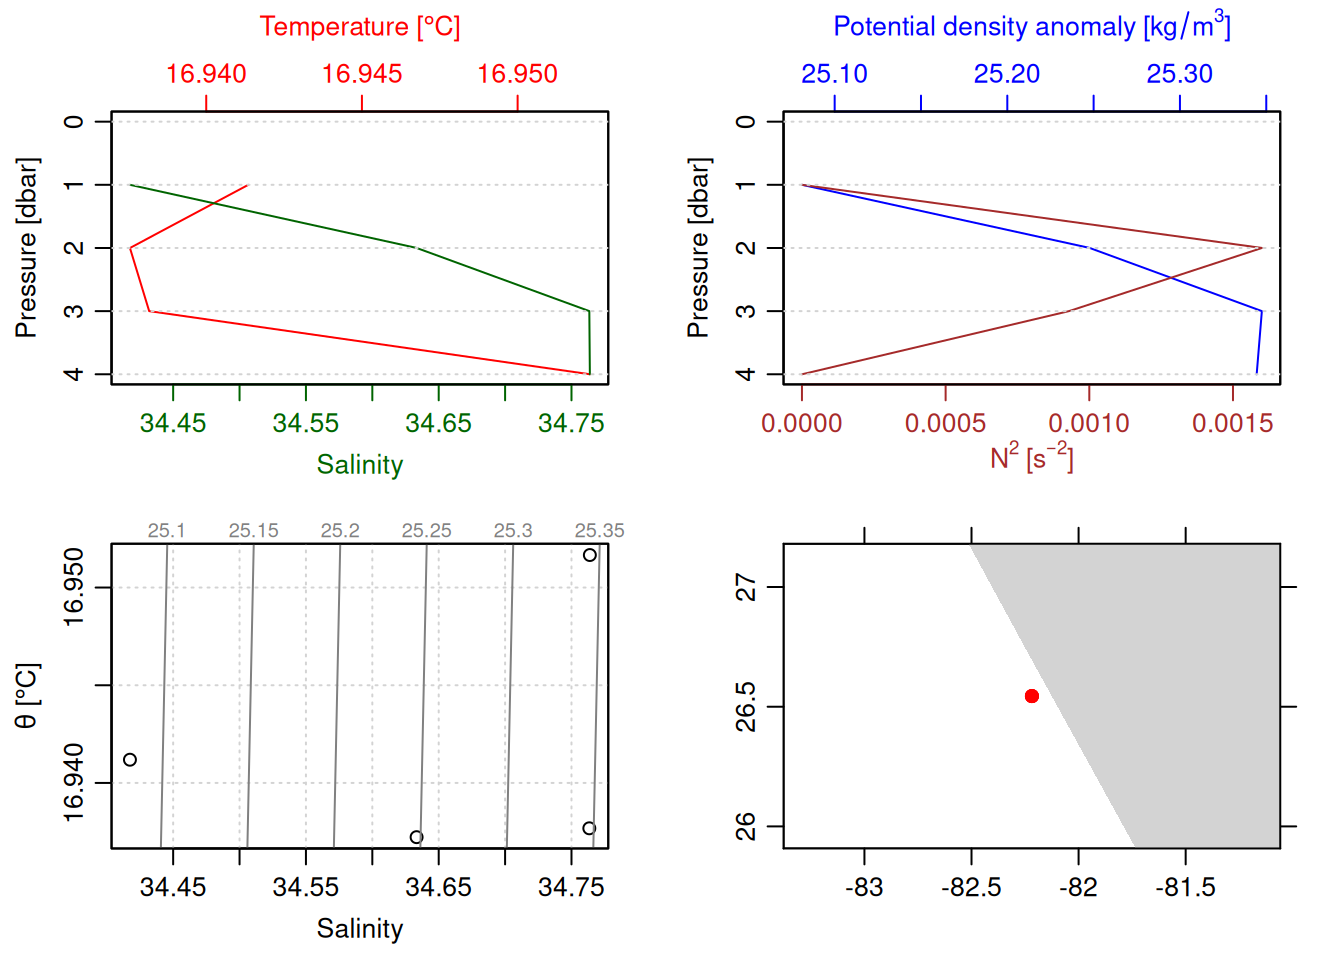 Temperature [°C]
16.940 16.945 16.950
0
1
2
3
4
Pressure [dbar]
34.45 34.55 34.65 34.75
Salinity
Potential density anomaly [kg/m³]
25.10 25.20 25.30
0
1
2
3
4
Pressure [dbar]
0.0000 0.0005 0.0010 0.0015
N² [s⁻²]
25.1 25.15 25.2 25.25 25.3 25.35
16.950
16.940
θ [°C]
34.45 34.55 34.65 34.75
Salinity
27
26.5
26
-83 -82.5 -82 -81.5